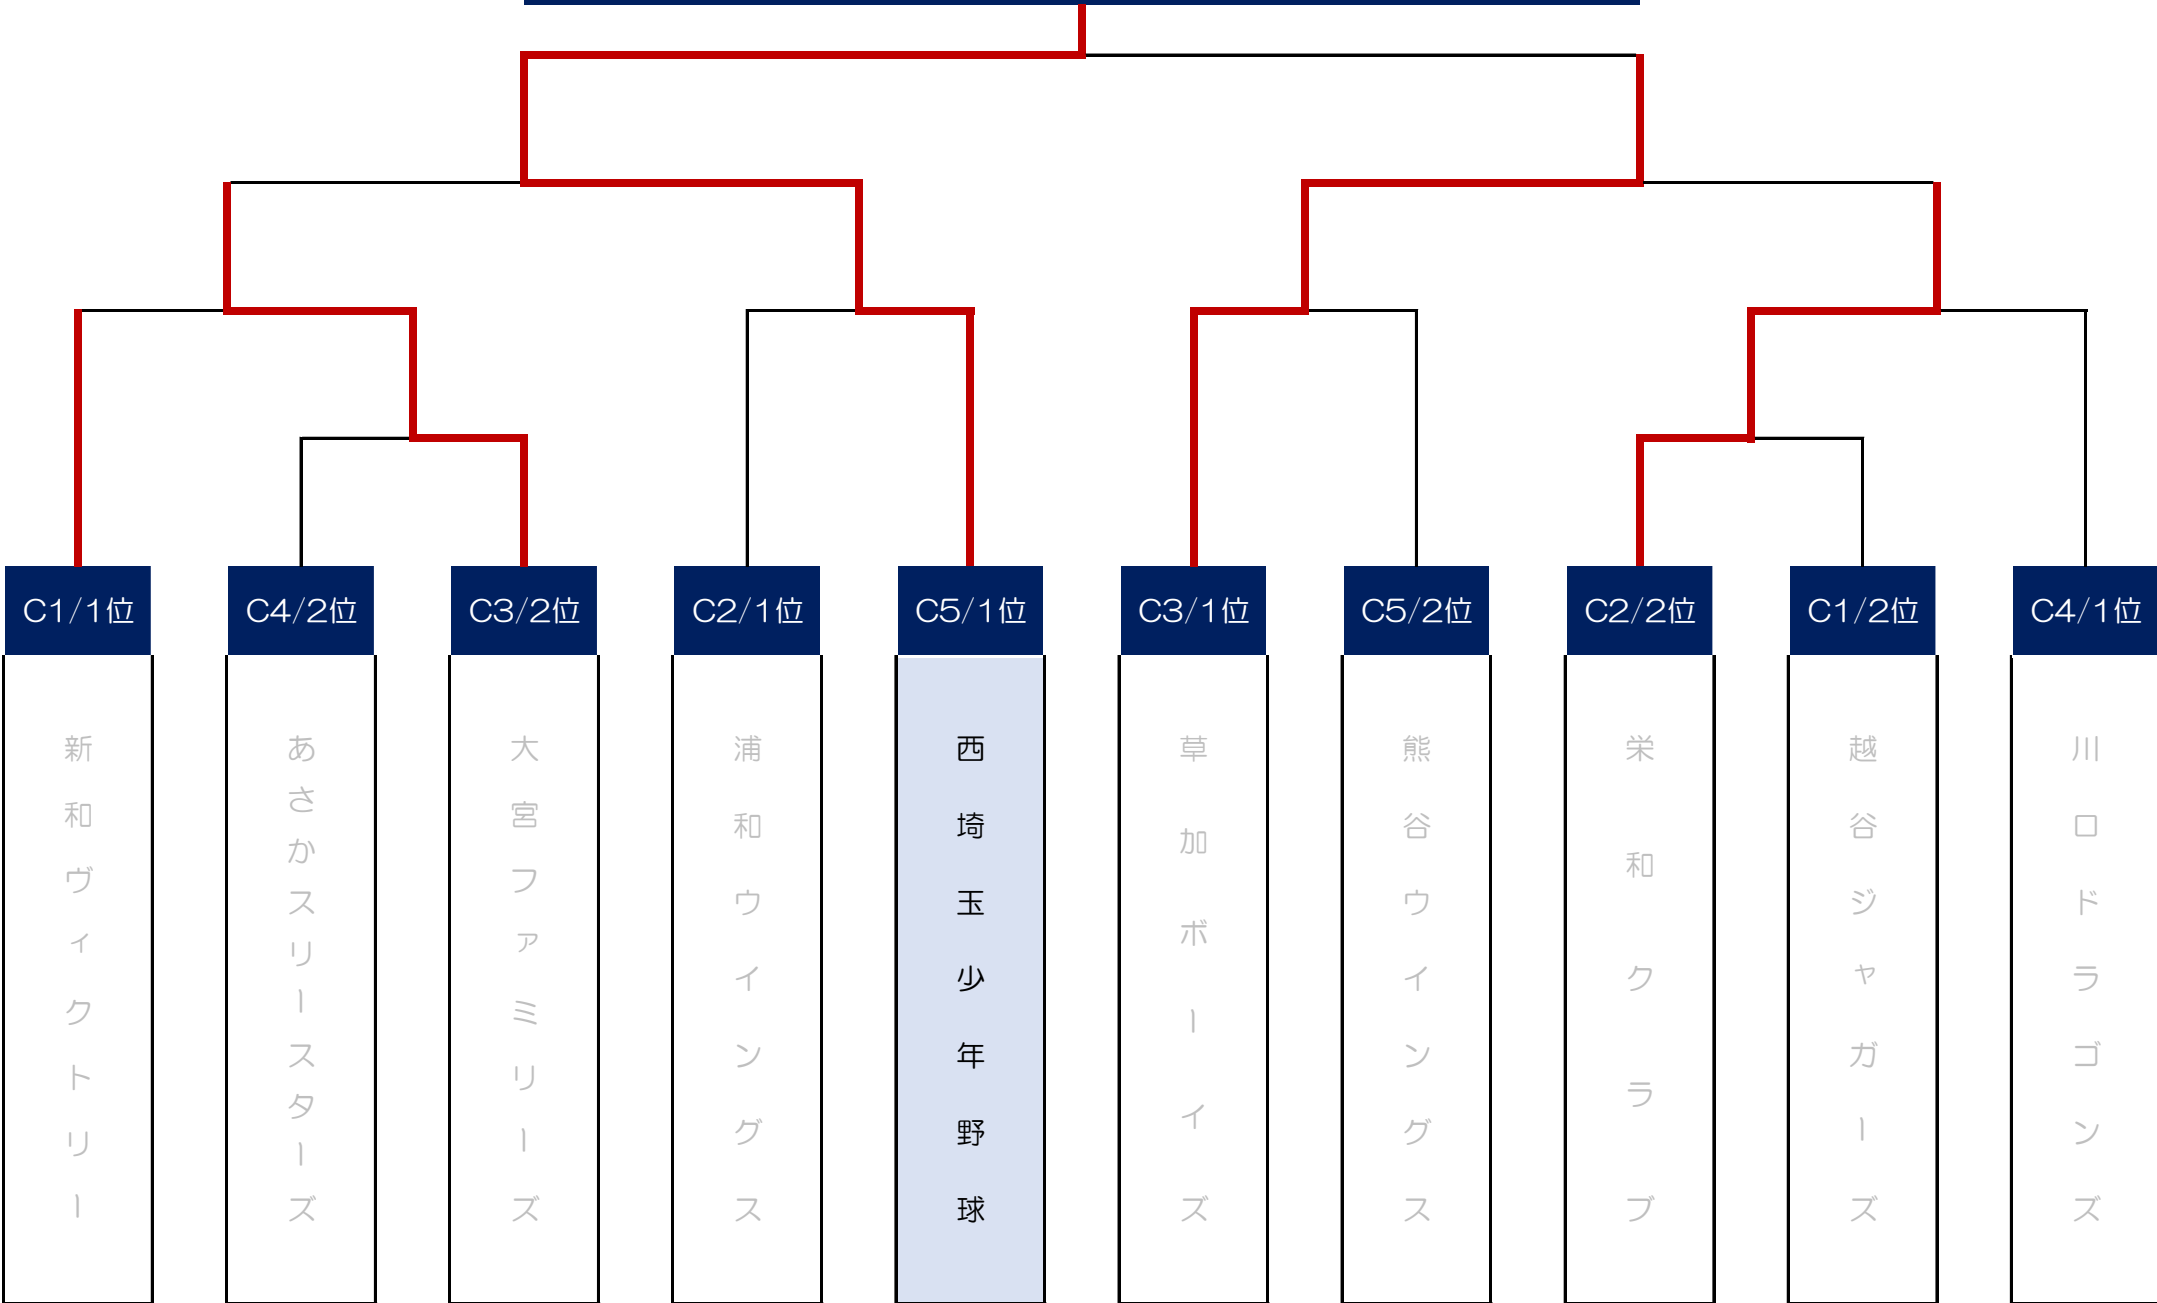 C1/1位
C4/2位
C3/2位
C2/1位
C5/1位
C3/1位
C5/2位
C2/2位
C1/2位
C4/1位
新和ヴィクトリー
あさかスリースターズ
大宮ファミリーズ
浦和ウイングス
西埼玉少年野球
草加ボーイズ
熊谷ウイングス
栄和クラブ
越谷ジャガーズ
川口ドラゴンズ